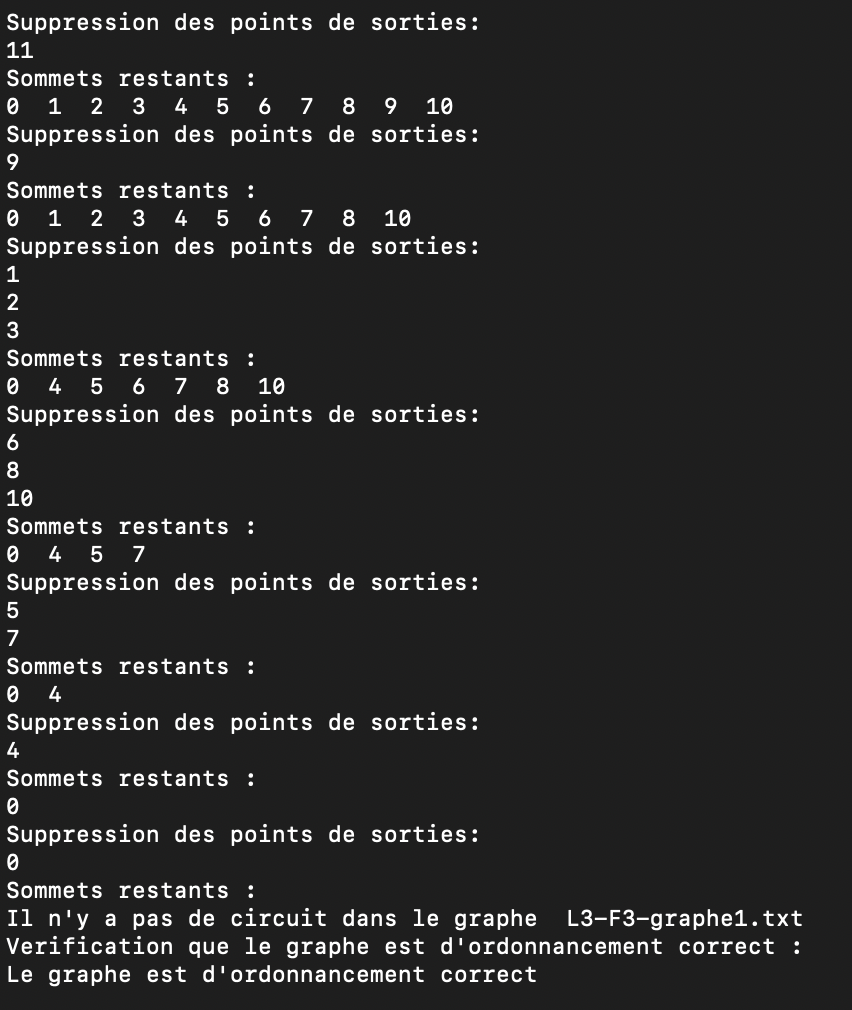 Suppression des points de sorties:
11
Sommets restants :
0  1  2  3  4  5  6  7  8  9  10
Suppression des points de sorties:
9
Sommets restants :
0  1  2  3  4  5  6  7  8  10
Suppression des points de sorties:
1
2
3
Sommets restants :
0  4  5  6  7  8  10
Suppression des points de sorties:
6
8
10
Sommets restants :
0  4  5  7
Suppression des points de sorties:
5
7
Sommets restants :
0  4
Suppression des points de sorties:
4
Sommets restants :
0
Suppression des points de sorties:
0
Sommets restants :
Il n'y a pas de circuit dans le graphe  L3-F3-graphe1.txt
Verification que le graphe est d'ordonnancement correct :
Le graphe est d'ordonnancement correct